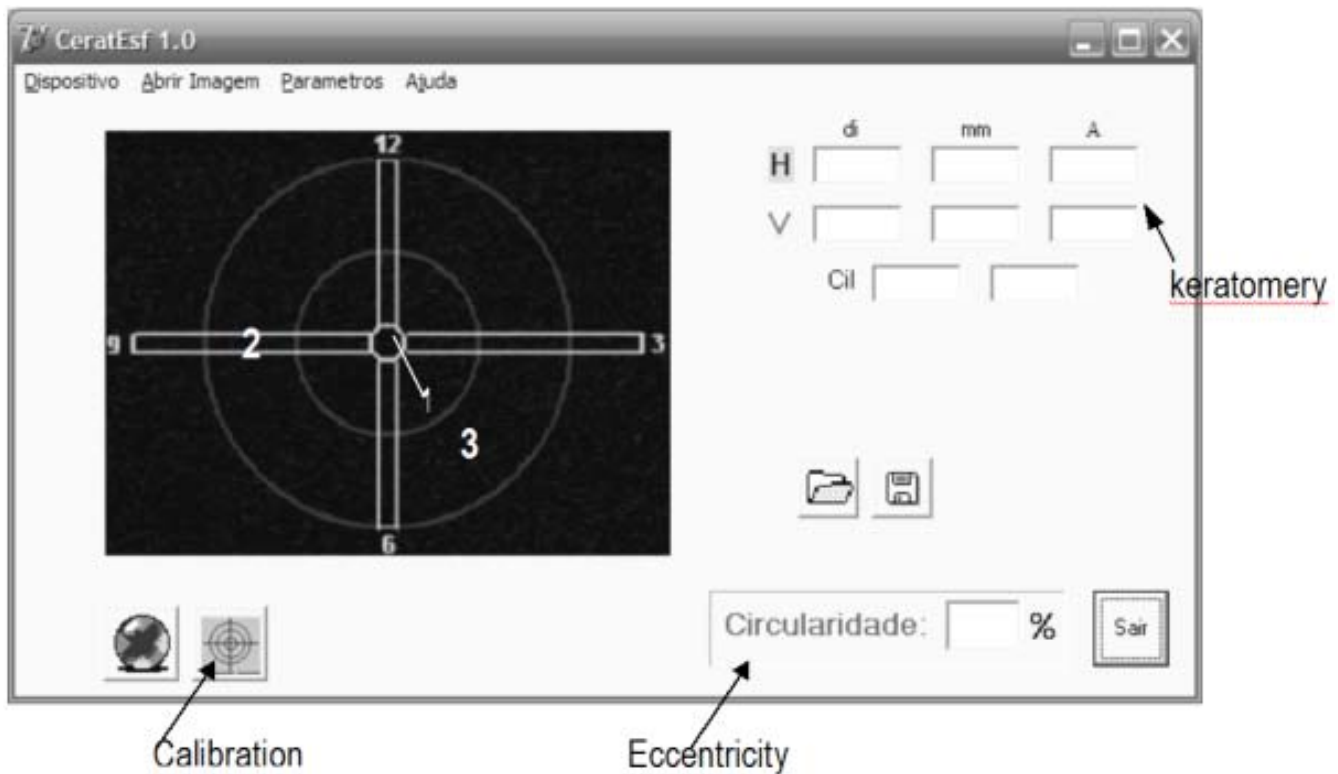 CeratEsf 1.0
Dispositivo Abrir Imagem Parametros Ajuda
12
di mm A
H
V
Cil
keratomery
9 2 3
1
3
6
Circularidade: %
Sair
Calibration
Eccentricity